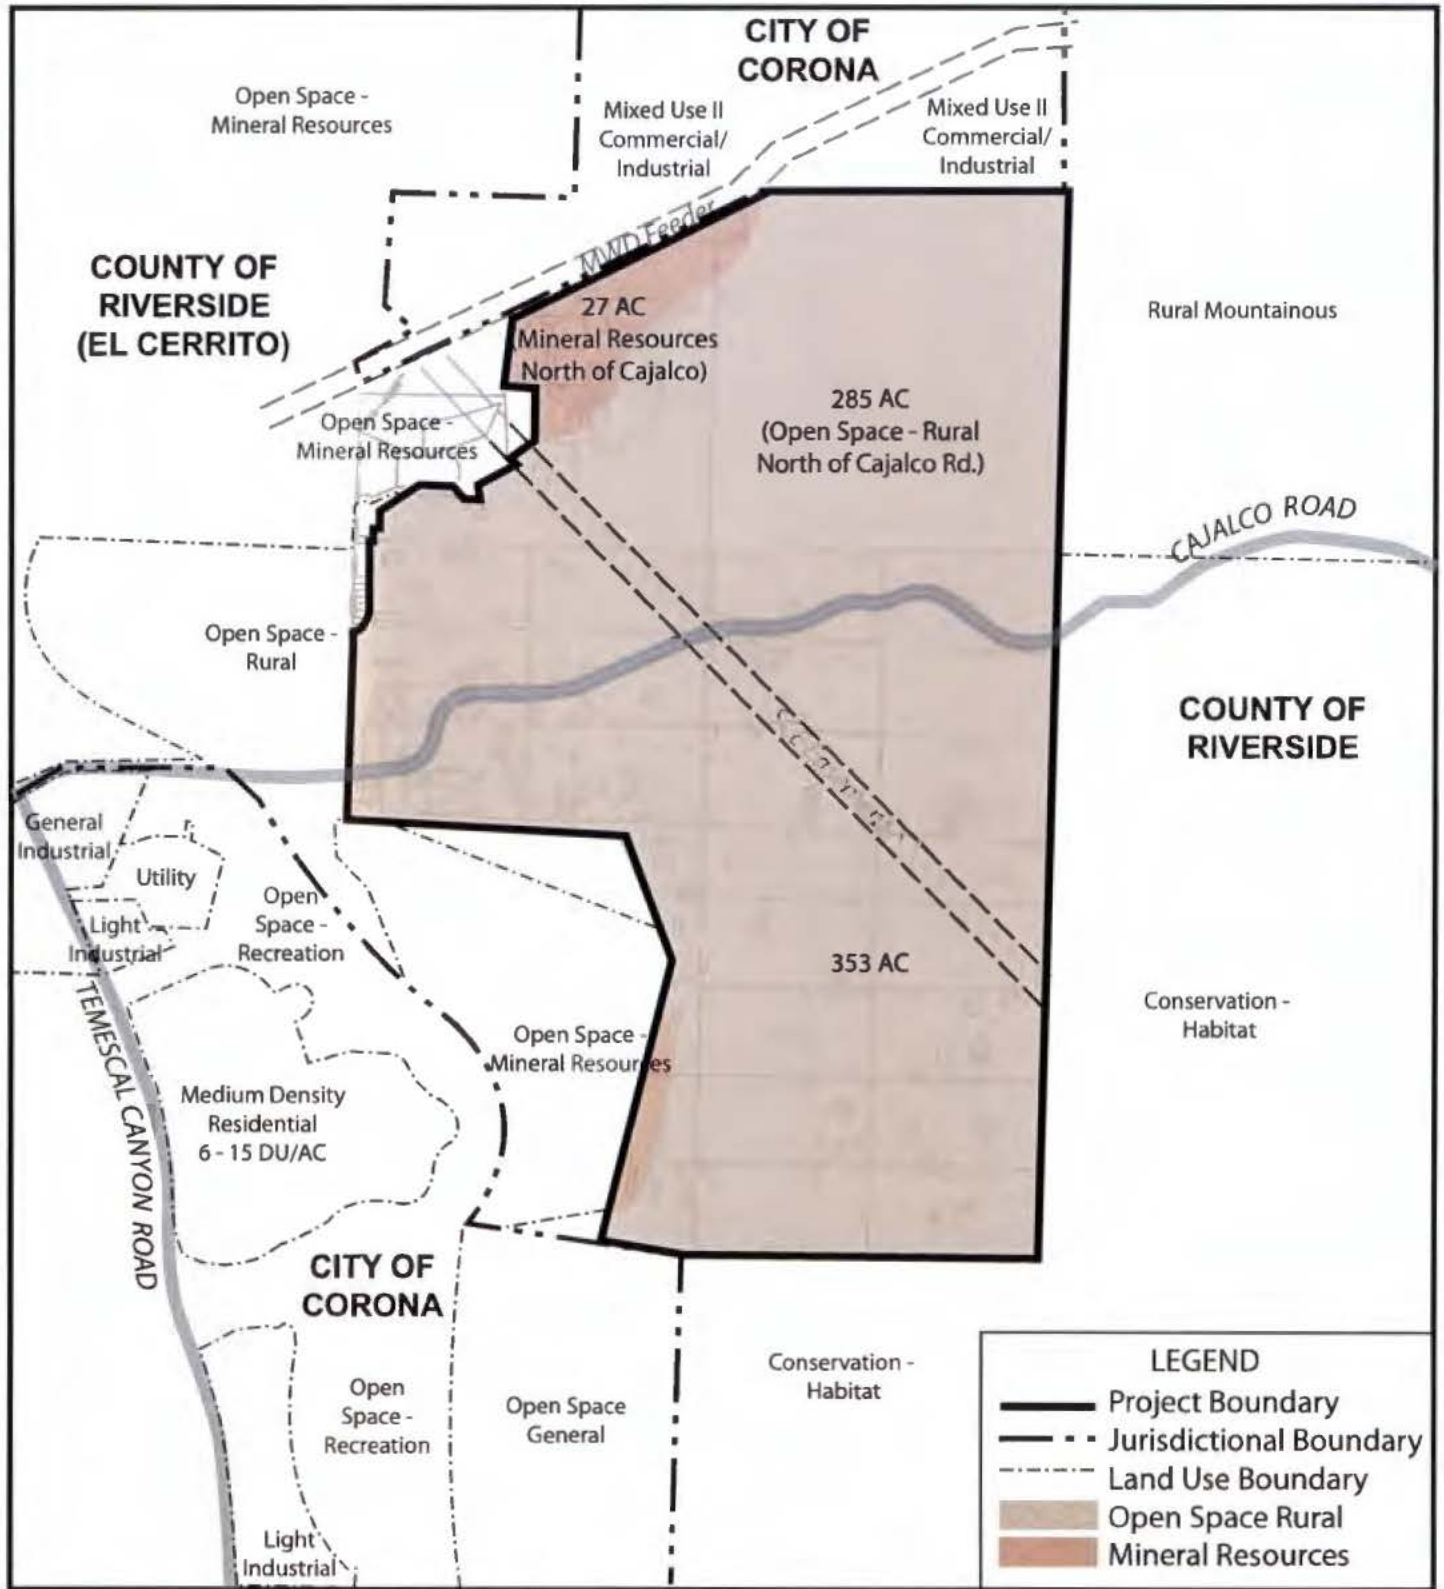 CITY OF
CORONA
Open Space -
Mineral Resources
Mixed Use II
Commercial/
Industrial
Mixed Use II
Commercial/
Industrial
MWD Feeder
COUNTY OF
RIVERSIDE
(EL CERRITO)
27 AC
(Mineral Resources
North of Cajalco)
Rural Mountainous
285 AC
(Open Space - Rural
North of Cajalco Rd.)
Open Space -
Mineral Resources
CAJALCO ROAD
Open Space -
Rural
COUNTY OF
RIVERSIDE
General
Industrial
Utility
Open
Space -
Recreation
Light
Industrial
353 AC
TEMESCAL CANYON ROAD
Open Space -
Mineral Resources
Conservation -
Habitat
Medium Density
Residential
6 - 15 DU/AC
CITY OF
CORONA
Open
Space -
Recreation
Open Space
General
Conservation -
Habitat
Light
Industrial
LEGEND
Project Boundary
Jurisdictional Boundary
Land Use Boundary
Open Space Rural
Mineral Resources